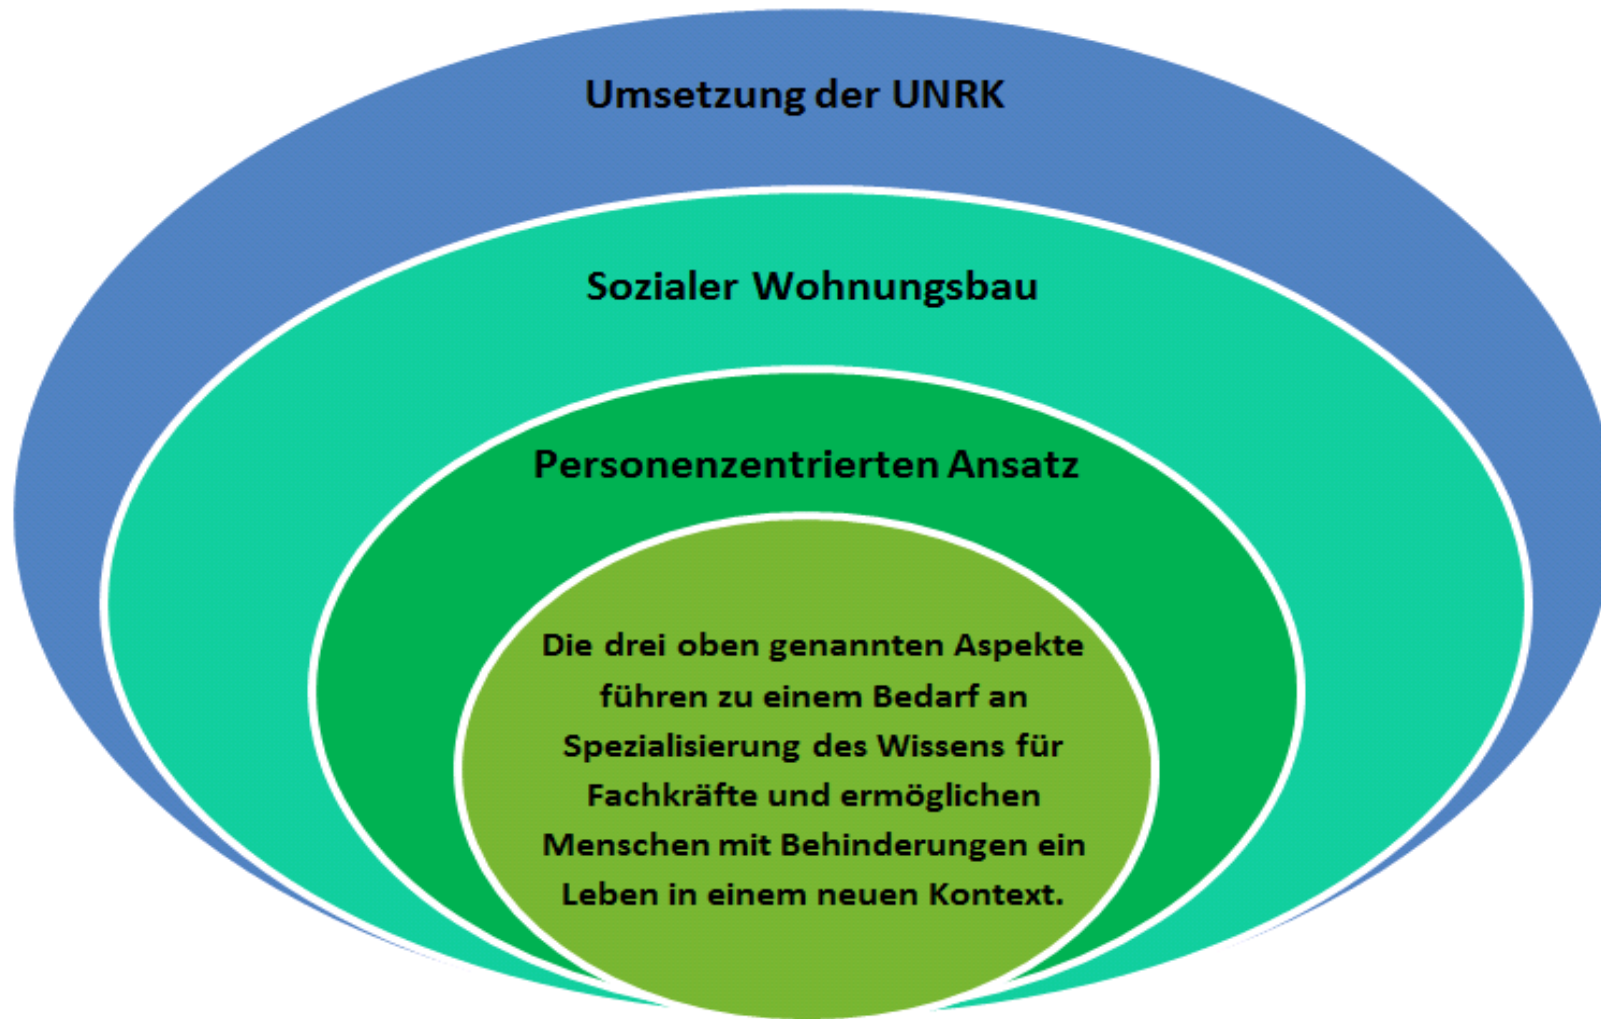 Umsetzung der UNRK
Sozialer Wohnungsbau
Personenzentrierten Ansatz
Die drei oben genannten Aspekte
führen zu einem Bedarf an
Spezialisierung des Wissens für
Fachkräfte und ermöglichen
Menschen mit Behinderungen ein
Leben in einem neuen Kontext.